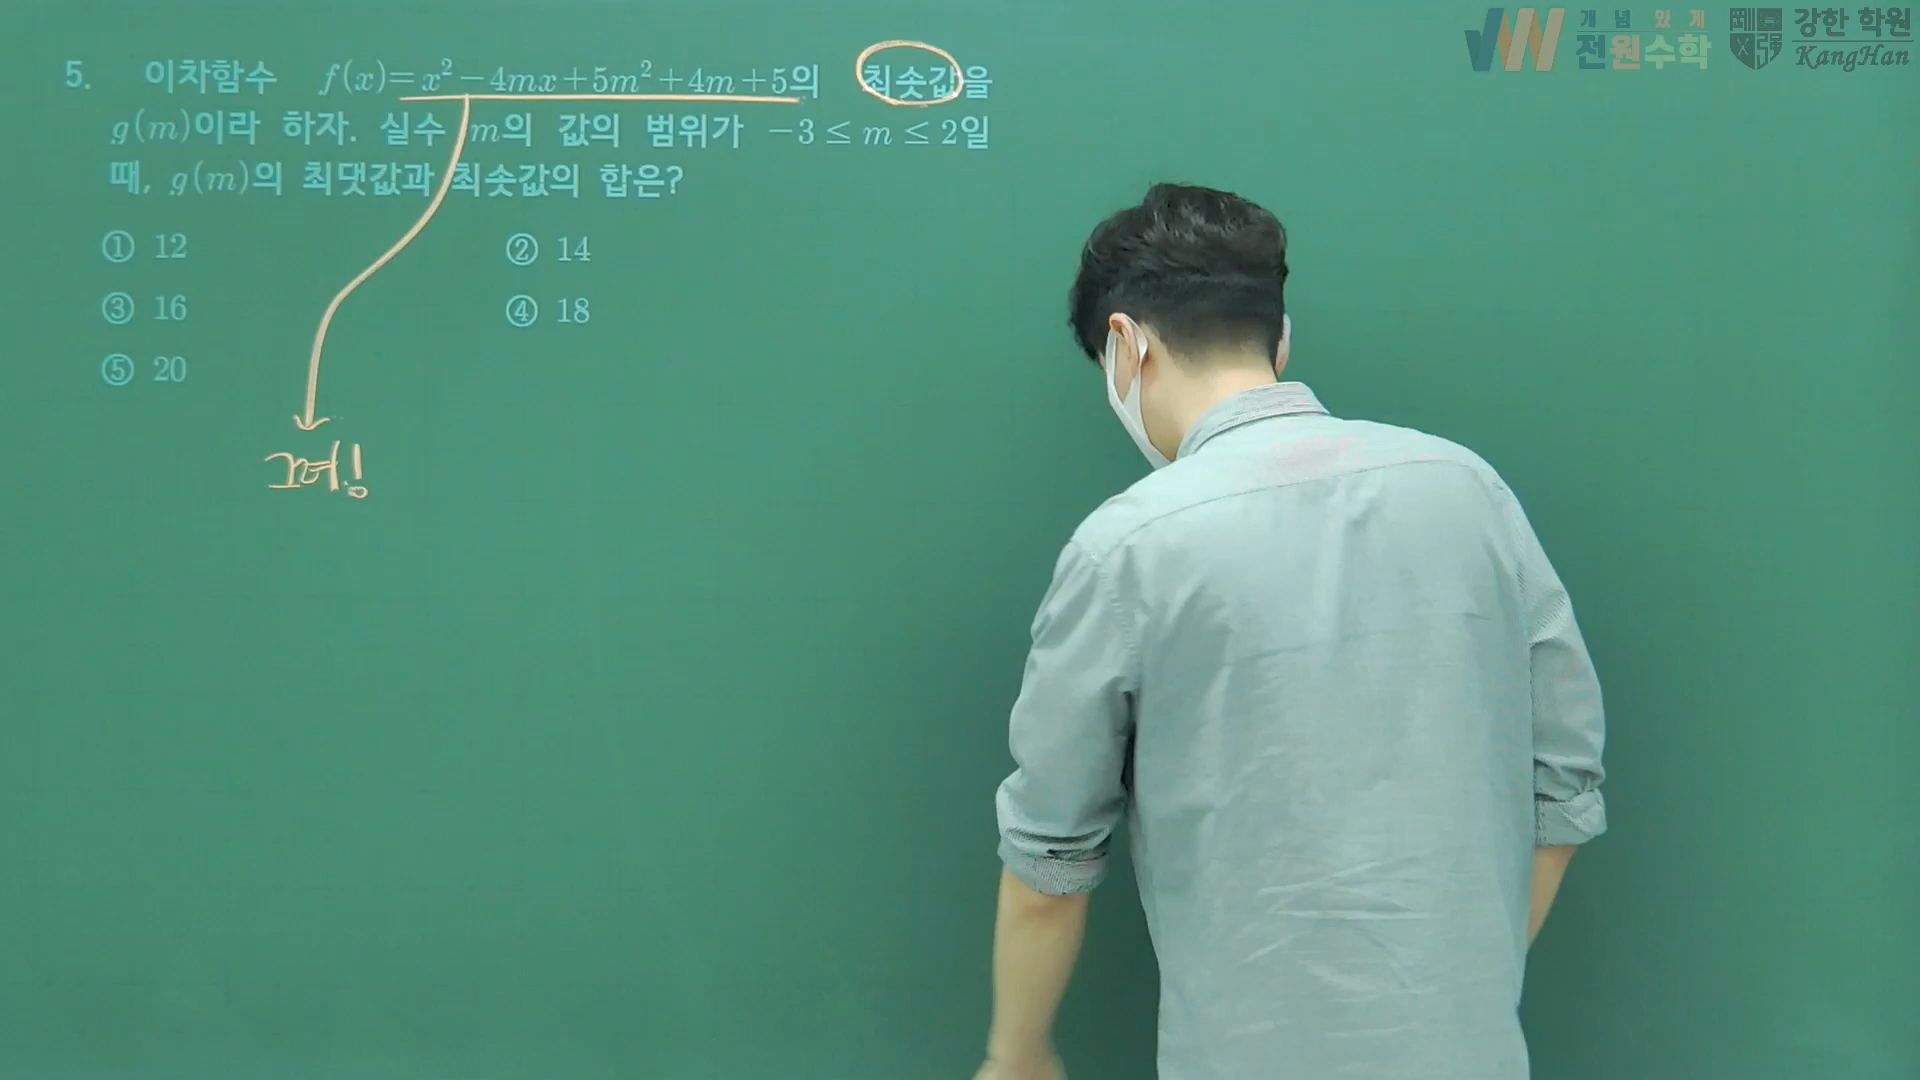 개 념 있 게
전원수학
강한 학원
KangHan
5. 이차함수 f(x)=x²-4mx+5m²+4m+5의 최솟값을
g(m)이라 하자. 실수 m의 값의 범위가 -3≤m≤2일
때, g(m)의 최댓값과 최솟값의 합은?
① 12 ② 14
③ 16 ④ 18
⑤ 20